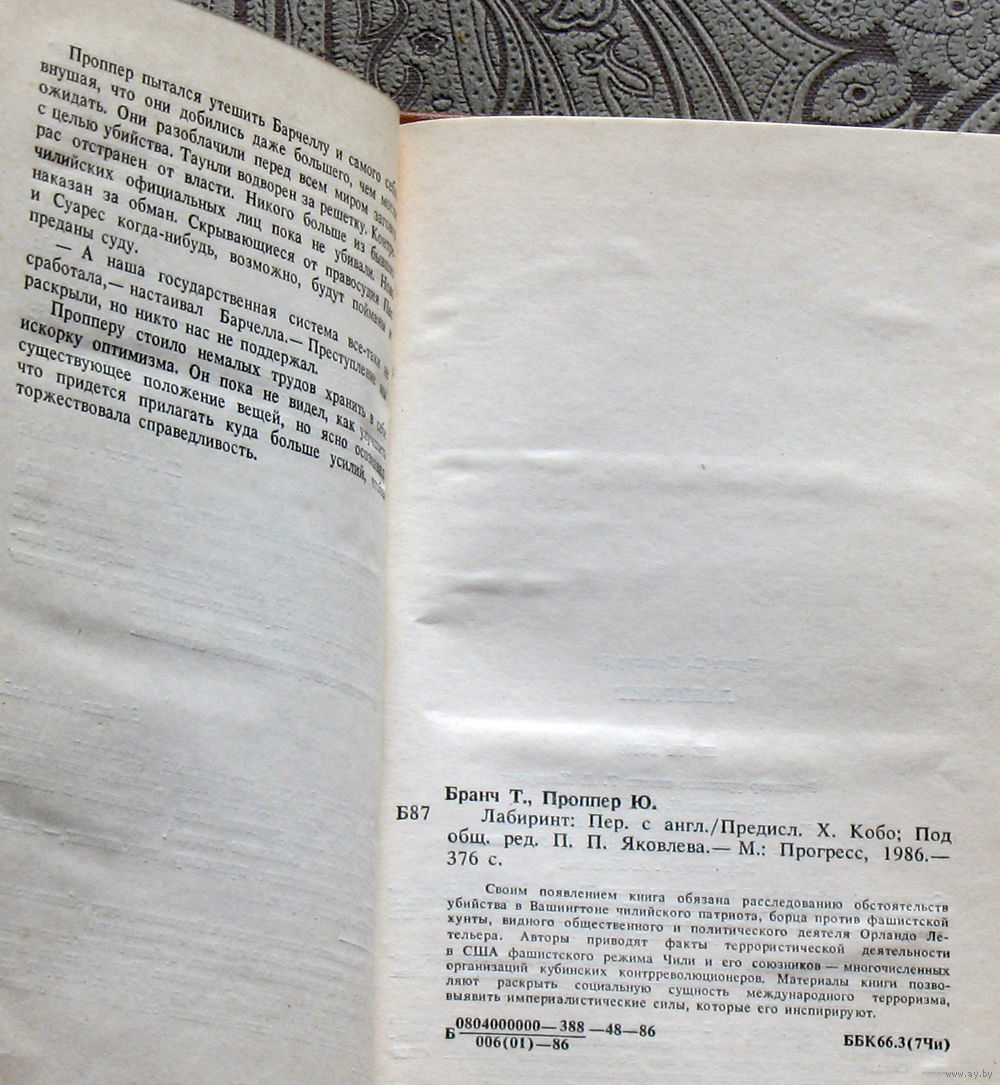 Проппер пытался утешить Барчеллу и самого себя,
внушая, что они добились даже большего, чем могли
ожидать. Они разоблачили перед всем миром заговор
с целью убийства. Таунли водворен за решетку. Контре-
рас отстранен от власти. Никого больше из бывших
чилийских официальных лиц пока не убивали.
наказан за обман. Скрывающиеся от правосудия
и Суарес когда-нибудь, возможно, будут пойманы и
преданы суду.
— А наша государственная система все-таки не
сработала,— настаивал Барчелла.— Преступление мы
раскрыли, но никто нас не поддержал.
Пропперу стоило немалых трудов хранить в себе
искорку оптимизма. Он пока не видел, как улучшить
существующее положение вещей, но ясно осознавал,
что придется прилагать куда больше усилий, чтобы
торжествовала справедливость.
Бранч Т., Проппер Ю.
Б87
Лабиринт: Пер. с англ./Предисл. Х. Кобо; Под
общ. ред. П. П. Яковлева.— М.: Прогресс, 1986.—
376 с.
Своим появлением книга обязана расследованию обстоятельств
убийства в Вашингтоне чилийского патриота, борца против фашистской
хунты, видного общественного и политического деятеля Орландо Ле-
тельера. Авторы приводят факты террористической деятельности
в США фашистского режима Чили и его союзников — многочисленных
организаций кубинских контрреволюционеров. Материалы книги позво-
ляют раскрыть социальную сущность международного терроризма,
выявить империалистические силы, которые его инспирируют.
Б 0804000000—388 —48—86
006(01)—86
ББК66.3(7Чи)
www.ay.by